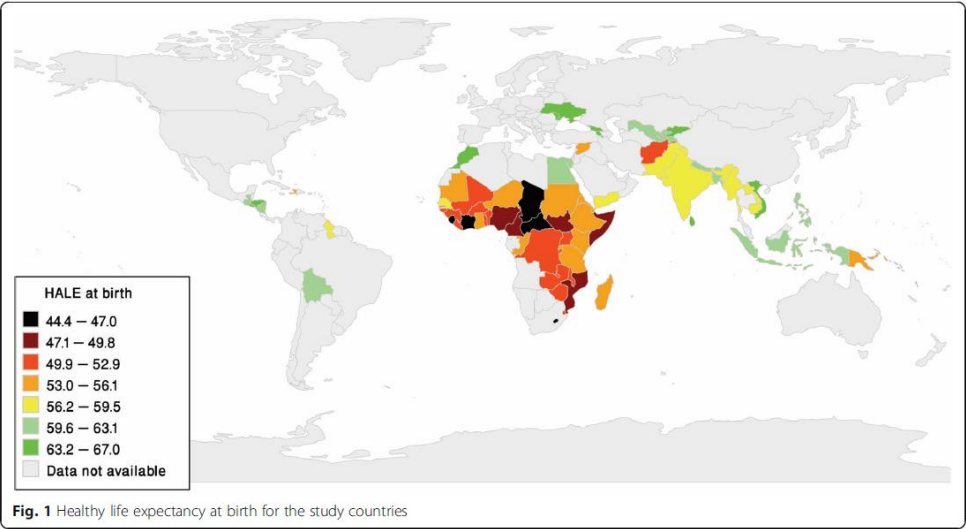 HALE at birth
44.4 – 47.0
47.1 – 49.8
49.9 – 52.9
53.0 – 56.1
56.2 – 59.5
59.6 – 63.1
63.2 – 67.0
Data not available
Fig. 1 Healthy life expectancy at birth for the study countries